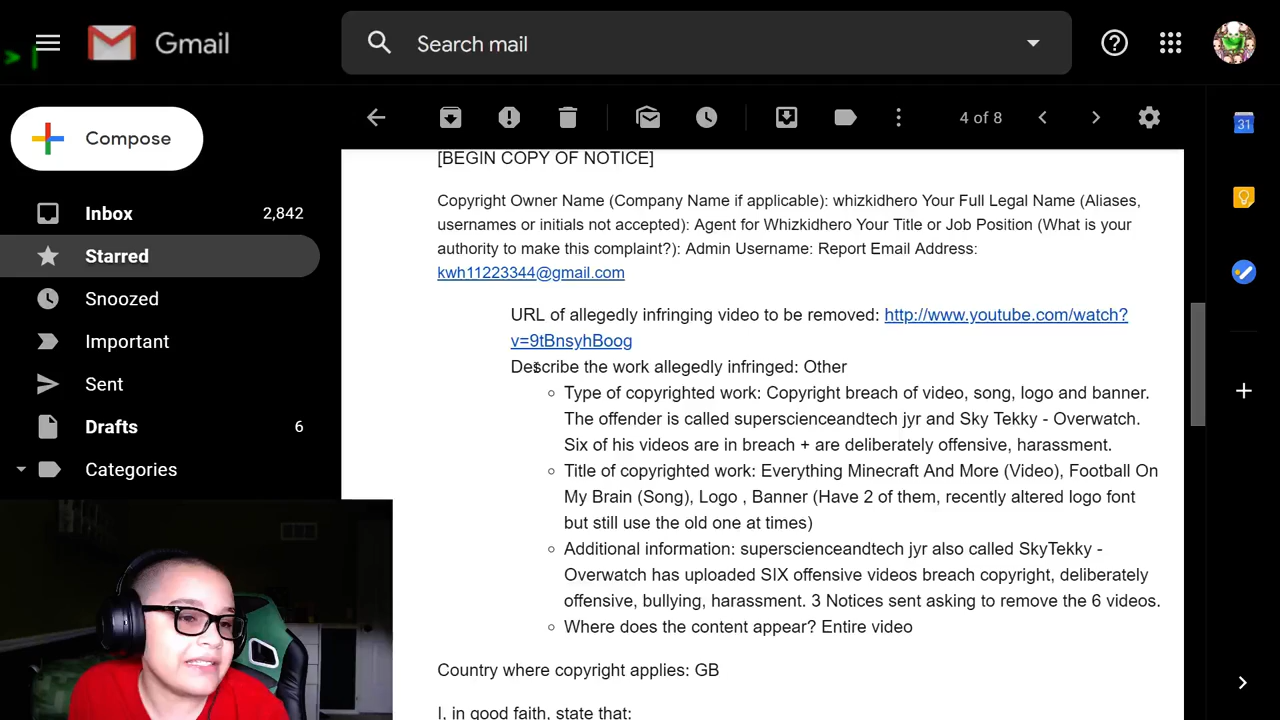 Gmail
Search mail
>
Compose
4 of 8
31
Inbox 2,842
Starred
Snoozed
Important
Sent
Drafts 6
Categories
[BEGIN COPY OF NOTICE]
Copyright Owner Name (Company Name if applicable): whizkidhero Your Full Legal Name (Aliases,
usernames or initials not accepted): Agent for Whizkidhero Your Title or Job Position (What is your
authority to make this complaint?): Admin Username: Report Email Address:
kwh11223344@gmail.com
URL of allegedly infringing video to be removed: http://www.youtube.com/watch?
v=9tBnsyhBoog
Describe the work allegedly infringed: Other
Type of copyrighted work: Copyright breach of video, song, logo and banner.
The offender is called superscienceandtech jyr and Sky Tekky - Overwatch.
Six of his videos are in breach + are deliberately offensive, harassment.
Title of copyrighted work: Everything Minecraft And More (Video), Football On
My Brain (Song), Logo , Banner (Have 2 of them, recently altered logo font
but still use the old one at times)
Additional information: superscienceandtech jyr also called SkyTekky -
Overwatch has uploaded SIX offensive videos breach copyright, deliberately
offensive, bullying, harassment. 3 Notices sent asking to remove the 6 videos.
Where does the content appear? Entire video
Country where copyright applies: GB
I, in good faith, state that: